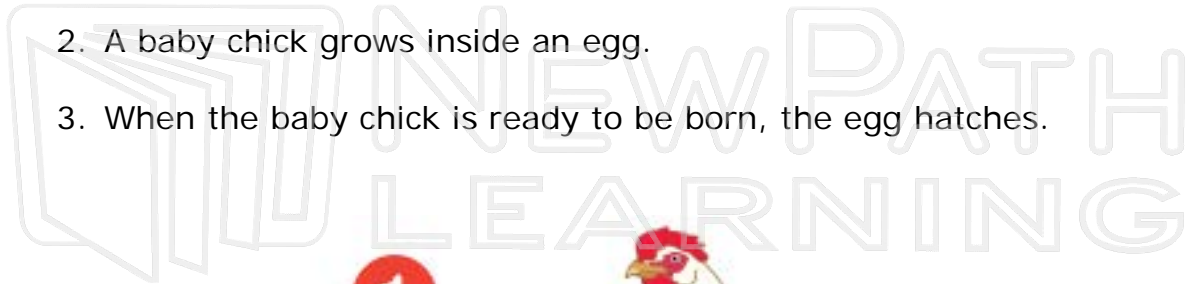 2. A baby chick grows inside an egg.
3. When the baby chick is ready to be born, the egg hatches.
NEWPATH
LEARNING